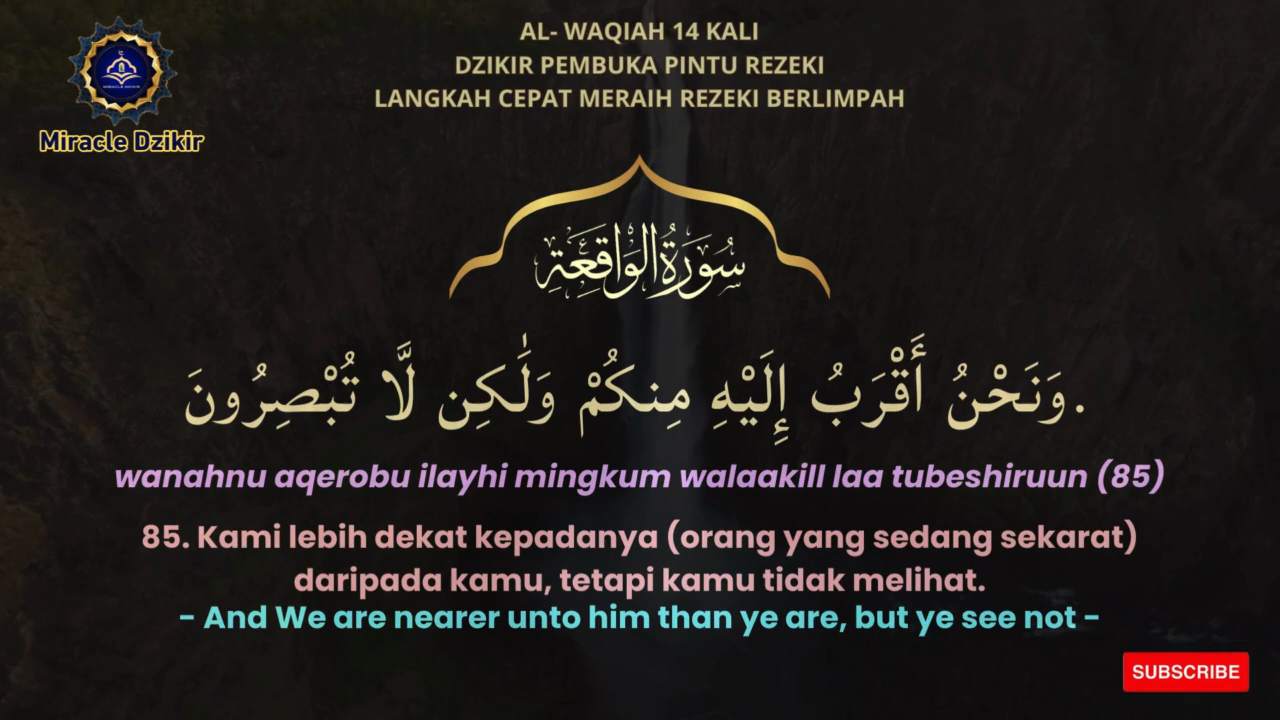 AL- WAQIAH 14 KALI
DZIKIR PEMBUKA PINTU REZEKI
LANGKAH CEPAT MERAIH REZEKI BERLIMPAH
MIRACLE DZIKIR
Miracle Dzikir
سُورَةُ الْوَاقِعَةِ
وَنَحْنُ أَقْرَبُ إِلَيْهِ مِنكُمْ وَلَٰكِن لَّا تُبْصِرُونَ.
wanahnu aqerobu ilayhi mingkum walaakill laa tubeshiruun (85)
85. Kami lebih dekat kepadanya (orang yang sedang sekarat)
daripada kamu, tetapi kamu tidak melihat.
- And We are nearer unto him than ye are, but ye see not -
SUBSCRIBE